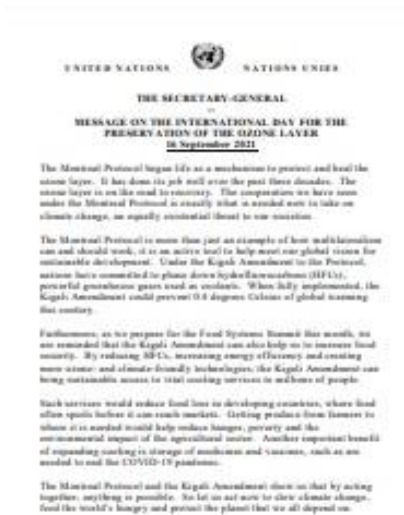 UNITED NATIONS NATIONS UNIES
THE SECRETARY-GENERAL
--
MESSAGE ON THE INTERNATIONAL DAY FOR THE
PRESERVATION OF THE OZONE LAYER
16 September 2021
The Montreal Protocol began life as a mechanism to protect and heal the
ozone layer. It has done its job well over the past three decades. The
ozone layer is on the road to recovery. The cooperation we have seen
under the Montreal Protocol is exactly what is needed now to take on
climate change, an equally existential threat to our societies.
The Montreal Protocol is more than just an example of how multilateralism
can and should work, it is an active tool to help meet our global vision for
sustainable development. Under the Kigali Amendment to the Protocol,
nations have committed to phase down hydrofluorocarbons (HFCs),
powerful greenhouse gases used as coolants. When fully implemented, the
Kigali Amendment could prevent 0.4 degrees Celsius of global warming
this century.
Furthermore, as we prepare for the Food Systems Summit this month, we
are reminded that the Kigali Amendment can also help us to increase food
security. By reducing HFCs, increasing energy efficiency and creating
more ozone- and climate-friendly technologies, the Kigali Amendment can
bring sustainable access to vital cooling services to millions of people.
Such services would reduce food loss in developing countries, where food
often spoils before it can reach markets. Getting produce from farmers to
where it is needed would help reduce hunger, poverty and the
environmental impact of the agricultural sector. Another important benefit
of expanding cooling is storage of medicines and vaccines, such as are
needed to end the COVID-19 pandemic.
The Montreal Protocol and the Kigali Amendment show us that by acting
together, anything is possible. So let us act now to slow climate change,
feed the world's hungry and protect the planet that we all depend on.